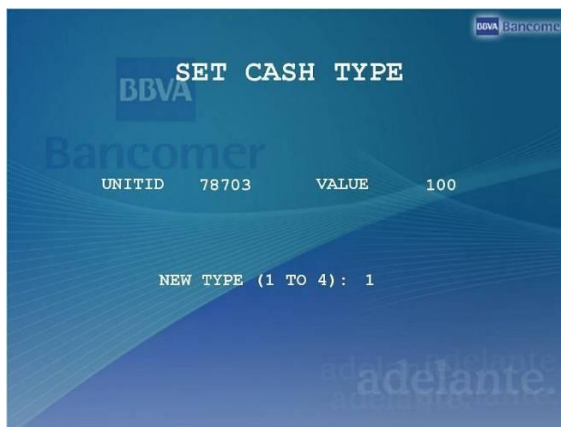 BBVA Bancomer
SET CASH TYPE
BBVA
Bancomer
UNITID 78703 VALUE 100
NEW TYPE (1 TO 4): 1
adelante.